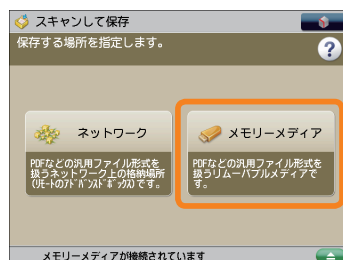 スキャンして保存
保存する場所を指定します。
?
ネットワーク
PDFなどの汎用ファイル形式を
扱うネットワーク上の格納場所
(ﾘﾓｰﾄのｱﾄﾞﾊﾞﾝｽﾄﾞﾎﾞｯｸｽ)です。
メモリーメディア
PDFなどの汎用ファイル形式を
扱うリムーバブルメディアで
す。
メモリーメディアが接続されています